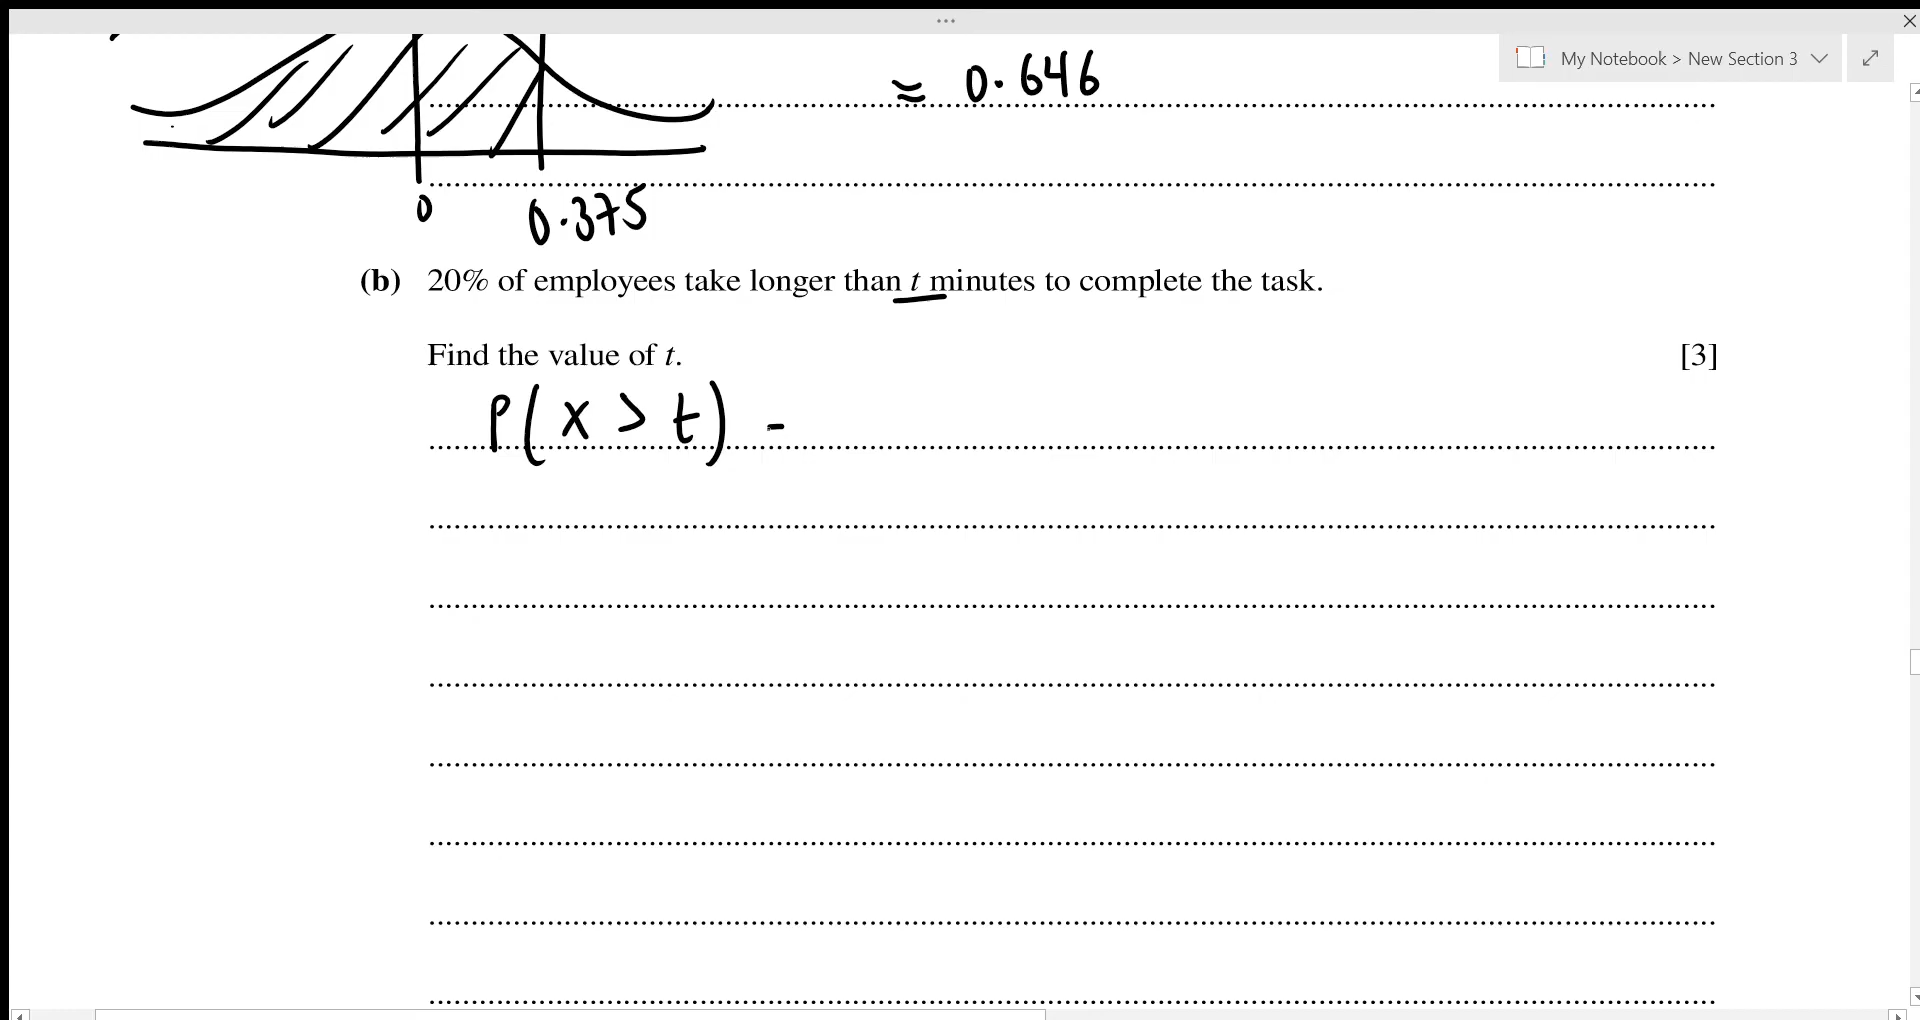 My Notebook > New Section 3
≈ 0.646
0
0.375
(b) 20% of employees take longer than t minutes to complete the task.
Find the value of t. [3]
P(X > t) -